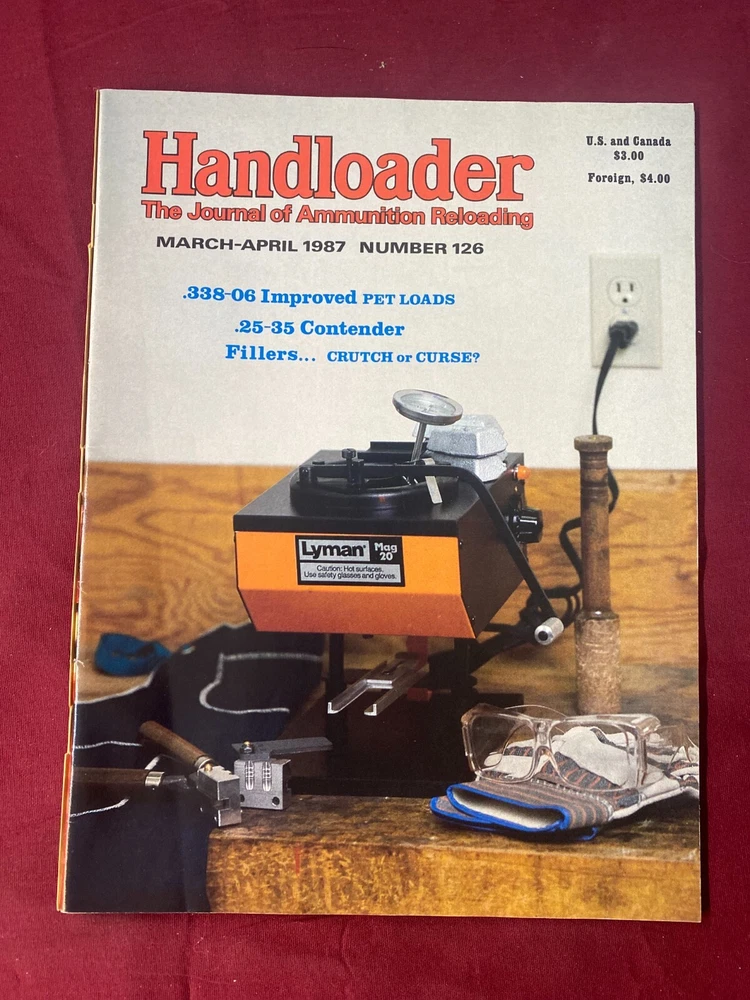 Handloader
The Journal of Ammunition Reloading
MARCH-APRIL 1987 NUMBER 126
U.S. and Canada
$3.00
Foreign, $4.00
.338-06 Improved PET LOADS
.25-35 Contender
Fillers... CRUTCH or CURSE?
Lyman® Mag
20
Caution: Hot surfaces.
Use safety glasses and gloves.